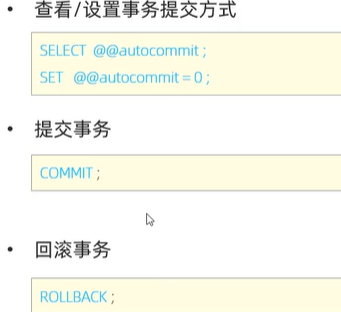 • 查看/设置事务提交方式
SELECT @@autocommit ;
SET @@autocommit = 0 ;
• 提交事务
COMMIT ;
• 回滚事务
ROLLBACK ;